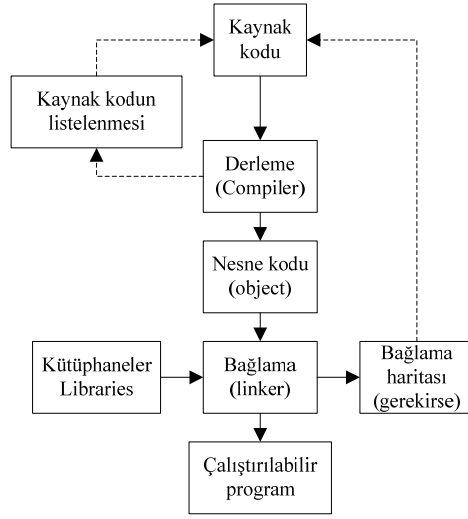 Kaynak
kodu
Kaynak kodun
listelenmesi
Derleme
(Compiler)
Nesne kodu
(object)
Kütüphaneler
Libraries
Bağlama
(linker)
Bağlama
haritası
(gerekirse)
Çalıştırılabilir
program